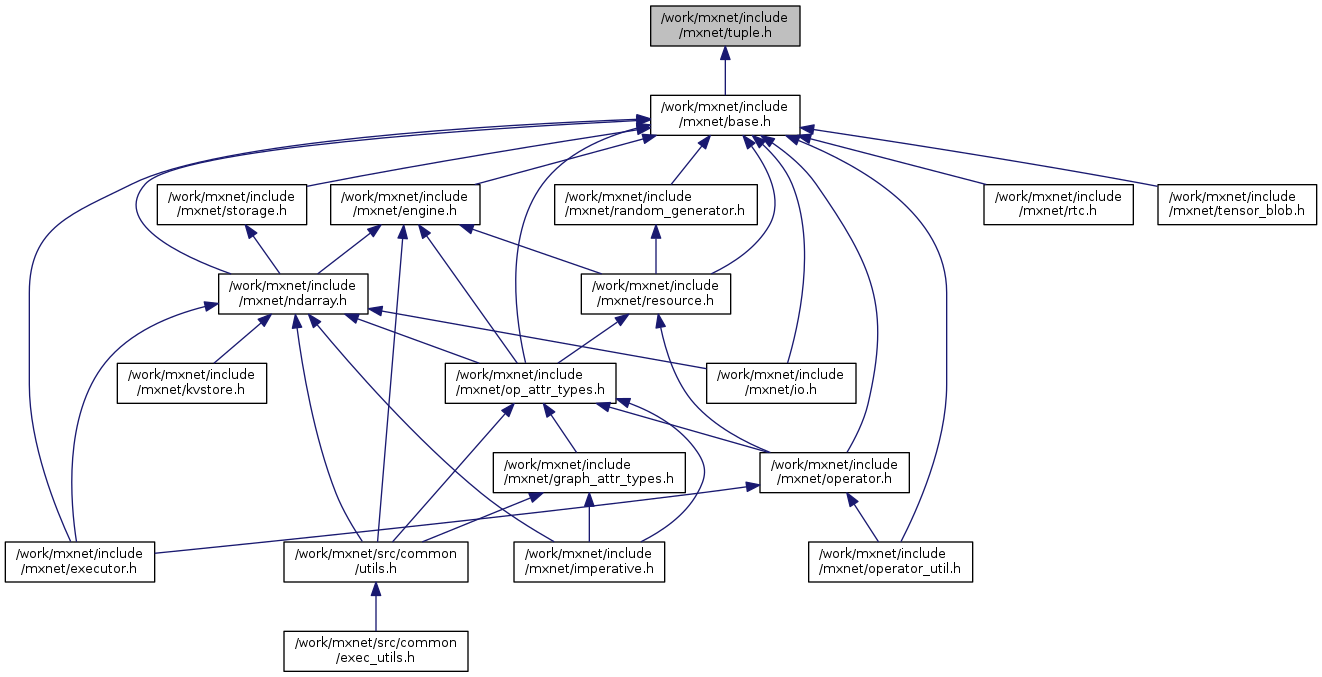 /work/mxnet/include
/mxnet/tuple.h
/work/mxnet/include
/mxnet/base.h
/work/mxnet/include
/mxnet/storage.h
/work/mxnet/include
/mxnet/engine.h
/work/mxnet/include
/mxnet/random_generator.h
/work/mxnet/include
/mxnet/rtc.h
/work/mxnet/include
/mxnet/tensor_blob.h
/work/mxnet/include
/mxnet/ndarray.h
/work/mxnet/include
/mxnet/resource.h
/work/mxnet/include
/mxnet/kvstore.h
/work/mxnet/include
/mxnet/op_attr_types.h
/work/mxnet/include
/mxnet/io.h
/work/mxnet/include
/mxnet/graph_attr_types.h
/work/mxnet/include
/mxnet/operator.h
/work/mxnet/include
/mxnet/executor.h
/work/mxnet/src/common
/utils.h
/work/mxnet/include
/mxnet/imperative.h
/work/mxnet/include
/mxnet/operator_util.h
/work/mxnet/src/common
/exec_utils.h